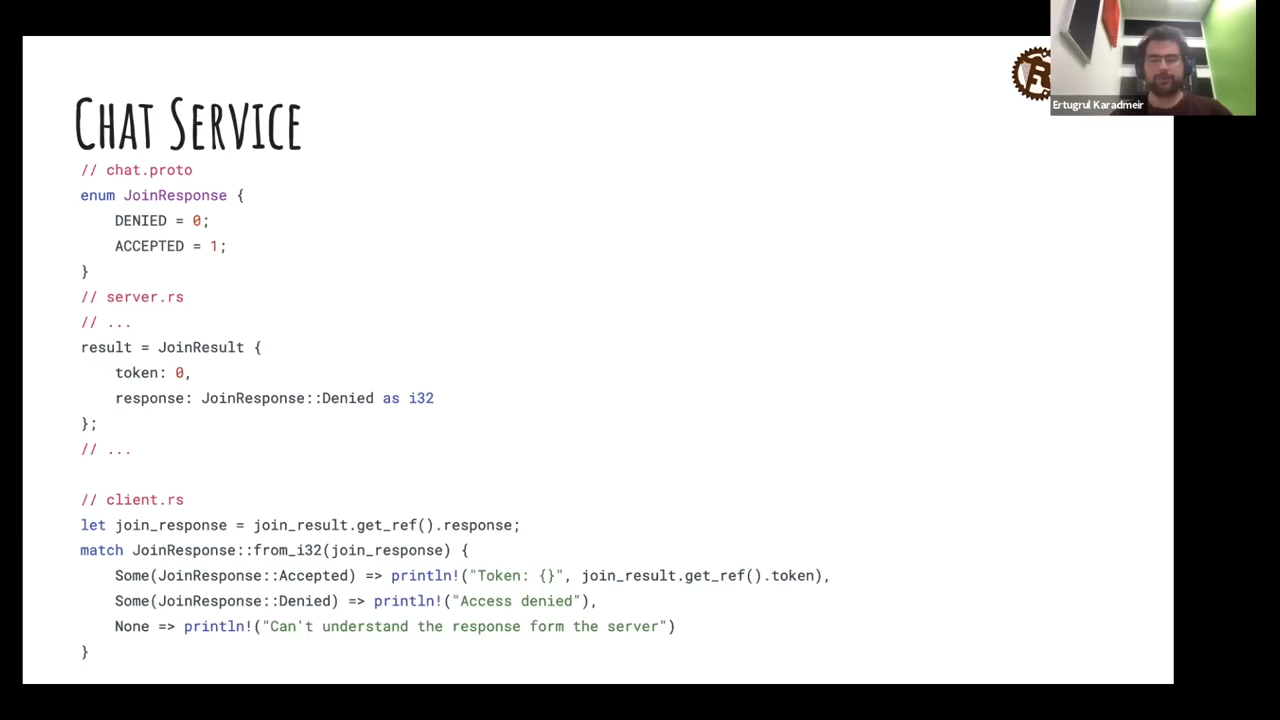 CHAT SERVICE
// chat.proto
enum JoinResponse {
    DENIED = 0;
    ACCEPTED = 1;
}
// server.rs
// ...
result = JoinResult {
    token: 0,
    response: JoinResponse::Denied as i32
};
// ...
// client.rs
let join_response = join_result.get_ref().response;
match JoinResponse::from_i32(join_response) {
    Some(JoinResponse::Accepted) => println!("Token: {}", join_result.get_ref().token),
    Some(JoinResponse::Denied) => println!("Access denied"),
    None => println!("Can't understand the response form the server")
}
R
Ertugrul Karadmeir